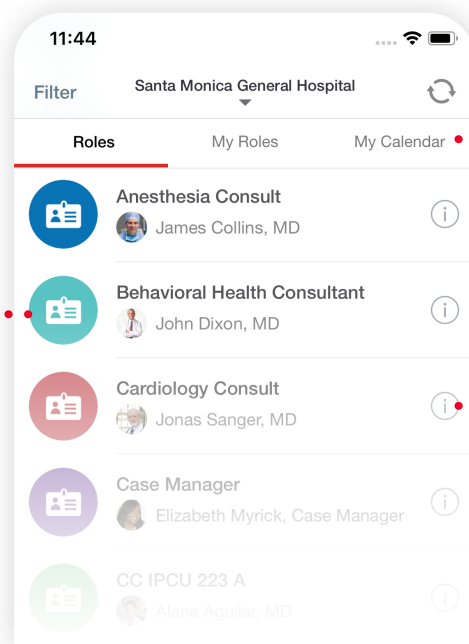 11:44
Filter
Santa Monica General Hospital
Roles
My Roles
My Calendar
Anesthesia Consult
James Collins, MD
Behavioral Health Consultant
John Dixon, MD
Cardiology Consult
Jonas Sanger, MD
Case Manager
Elizabeth Myrick, Case Manager
CC IPCU 223 A
Alana Aguilar, MD